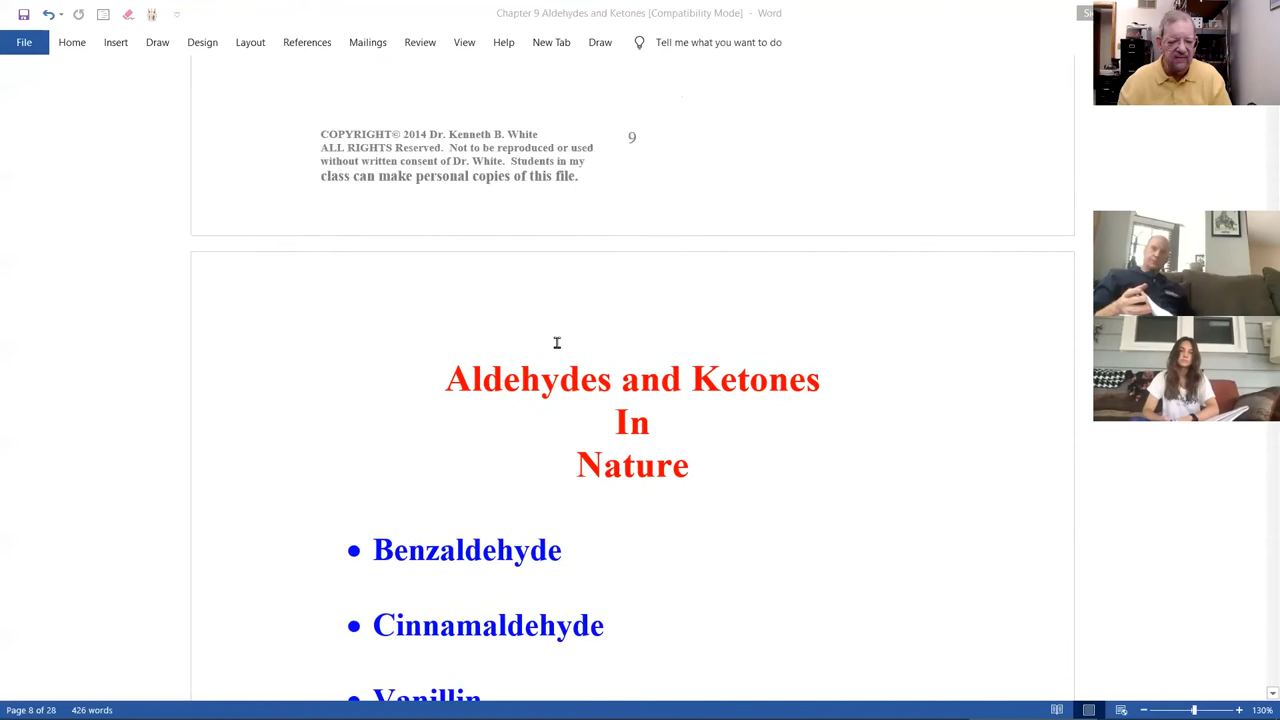 Chapter 9 Aldehydes and Ketones [Compatibility Mode] - Word
File Home Insert Draw Design Layout References Mailings Review View Help New Tab Draw Tell me what you want to do
COPYRIGHT© 2014 Dr. Kenneth B. White
9
ALL RIGHTS Reserved. Not to be reproduced or used
without written consent of Dr. White. Students in my
class can make personal copies of this file.
Aldehydes and Ketones
In
Nature
• Benzaldehyde
• Cinnamaldehyde
• Vanillin
Page 8 of 28 426 words
130%